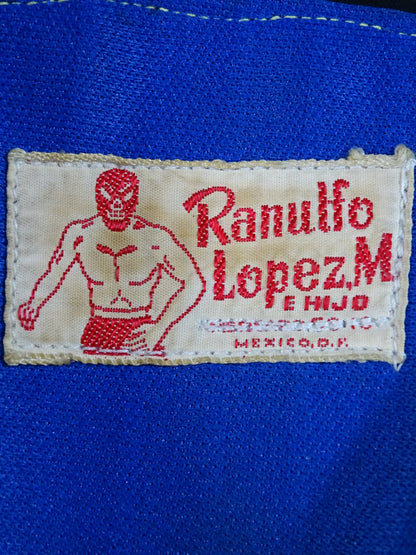 Ranulfo
Lopez, M.
E HIJO
MEXICO, D.F.